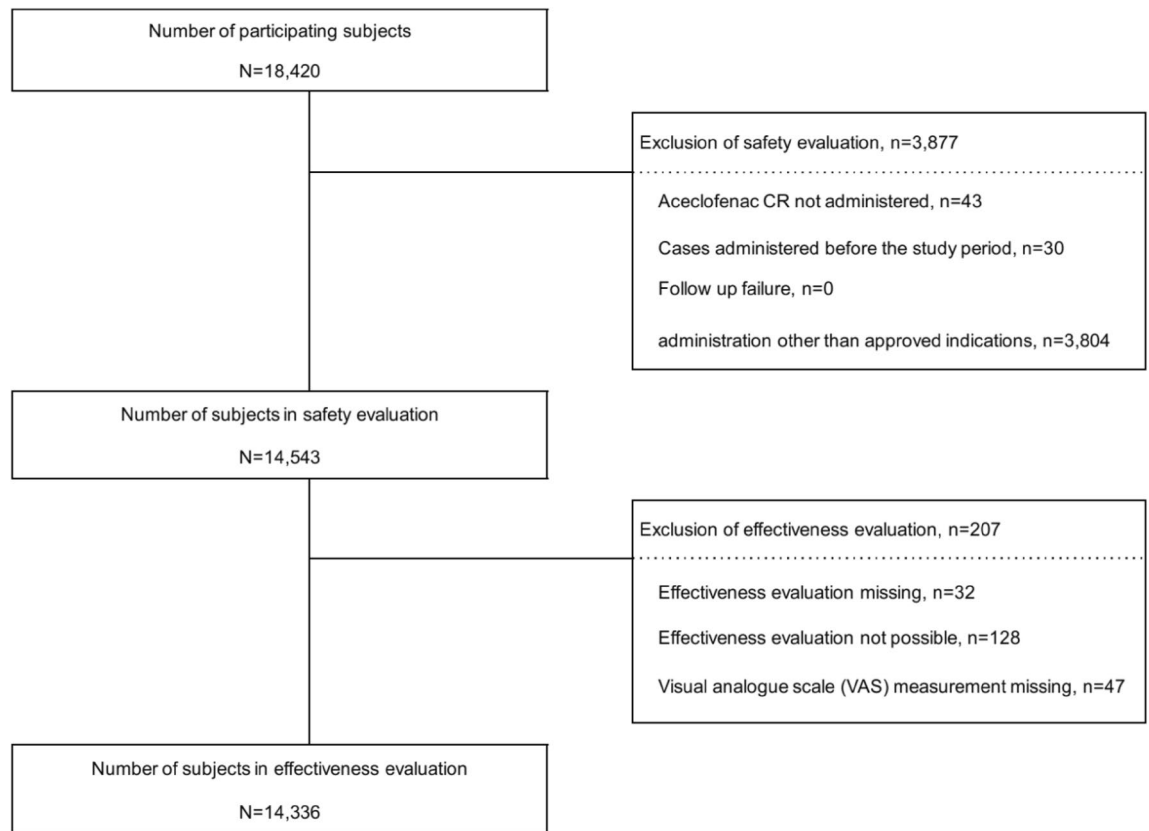 Number of participating subjects
N=18,420
Exclusion of safety evaluation, n=3,877
Aceclofenac CR not administered, n=43
Cases administered before the study period, n=30
Follow up failure, n=0
administration other than approved indications, n=3,804
Number of subjects in safety evaluation
N=14,543
Exclusion of effectiveness evaluation, n=207
Effectiveness evaluation missing, n=32
Effectiveness evaluation not possible, n=128
Visual analogue scale (VAS) measurement missing, n=47
Number of subjects in effectiveness evaluation
N=14,336